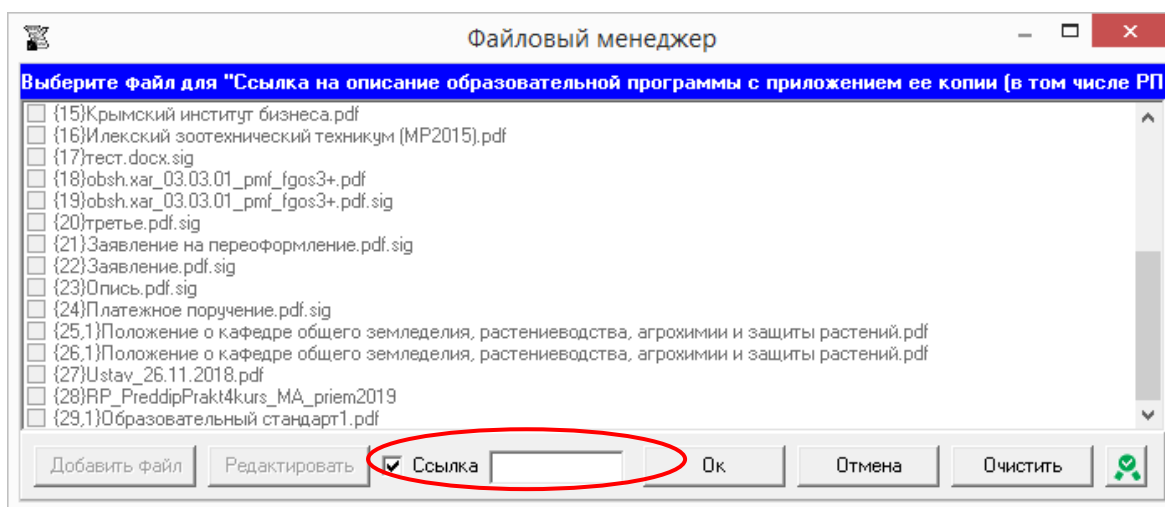 Файловый менеджер
Выберите файл для "Ссылка на описание образовательной программы с приложением ее копии (в том числе РП
{15}Крымский институт бизнеса.pdf
{16}Илекский зоотехнический техникум (МР2015).pdf
{17}тест.docx.sig
{18}obsh.xar_03.03.01_pmf_fgos3+.pdf
{19}obsh.xar_03.03.01_pmf_fgos3+.pdf.sig
{20}третье.pdf.sig
{21}Заявление на переоформление.pdf.sig
{22}Заявление.pdf.sig
{23}Опись.pdf.sig
{24}Платежное поручение.pdf.sig
{25,1}Положение о кафедре общего земледелия, растениеводства, агрохимии и защиты растений.pdf
{26,1}Положение о кафедре общего земледелия, растениеводства, агрохимии и защиты растений.pdf
{27}Ustav_26.11.2018.pdf
{28}RP_PreddipPrakt4kurs_MA_priem2019
{29,1}Образовательный стандарт1.pdf
Добавить файл Редактировать Ссылка Ок Отмена Очистить